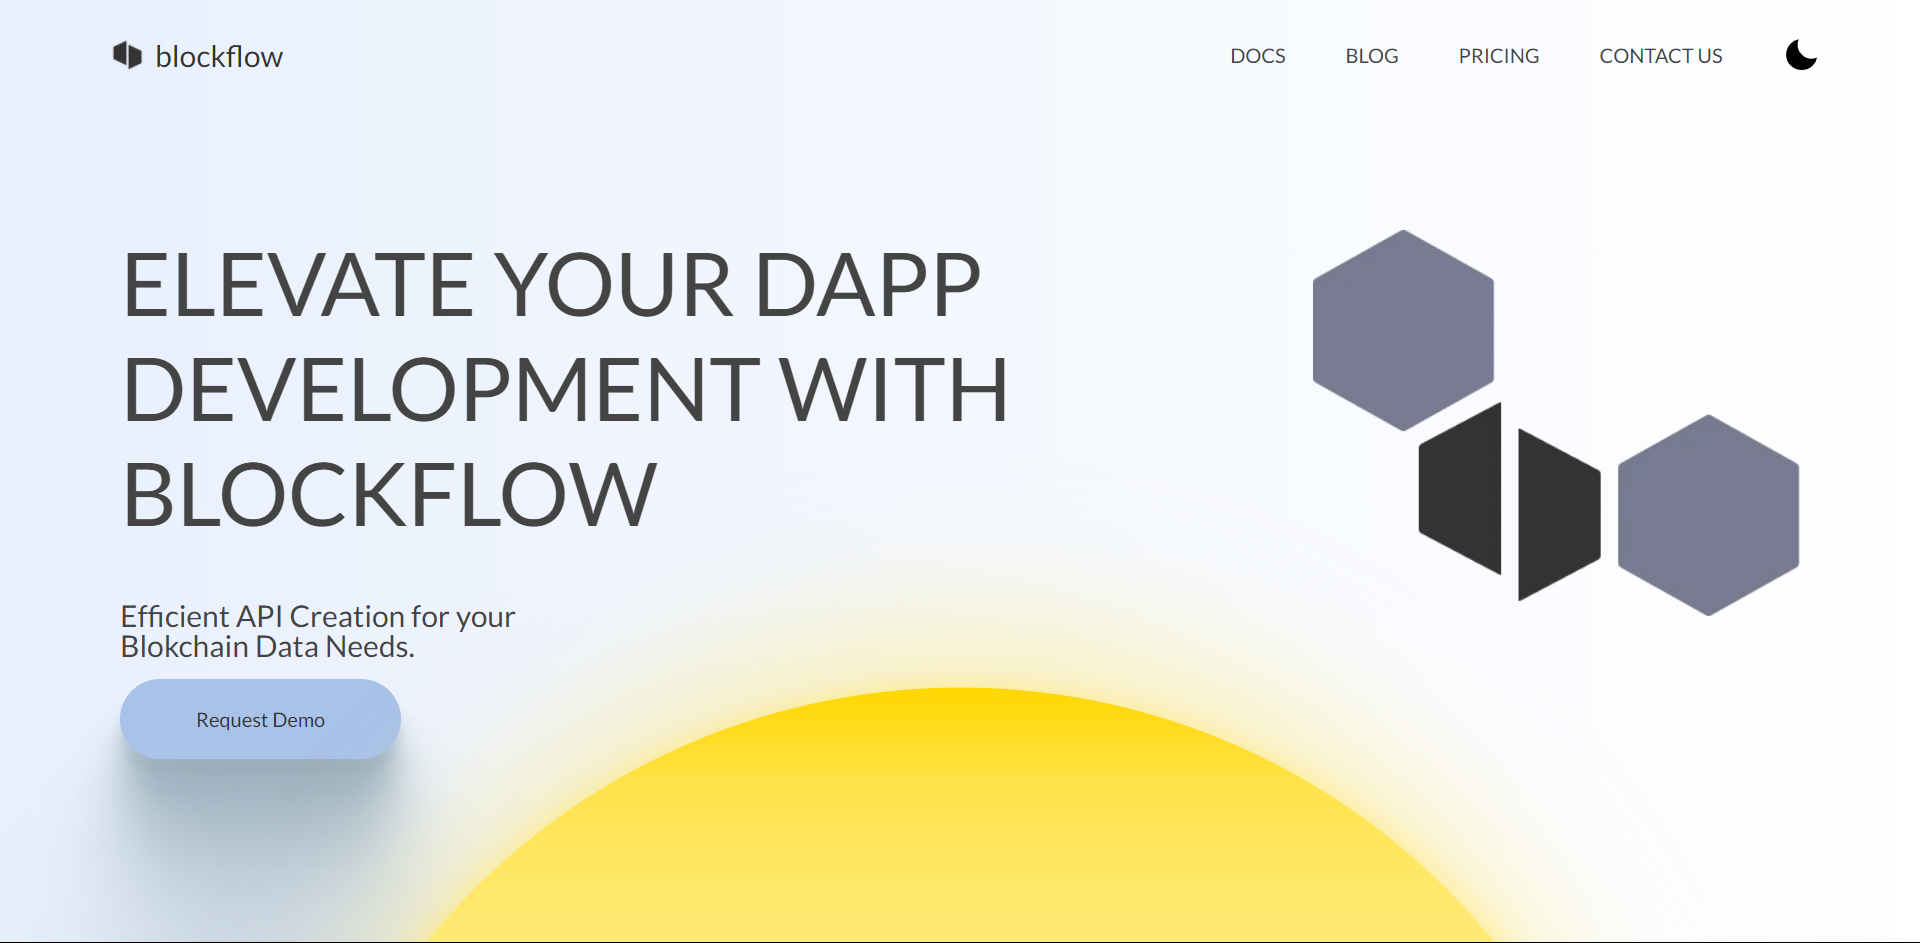 blockflow
DOCS
BLOG
PRICING
CONTACT US
ELEVATE YOUR DAPP
DEVELOPMENT WITH
BLOCKFLOW
Efficient API Creation for your
Blokchain Data Needs.
Request Demo